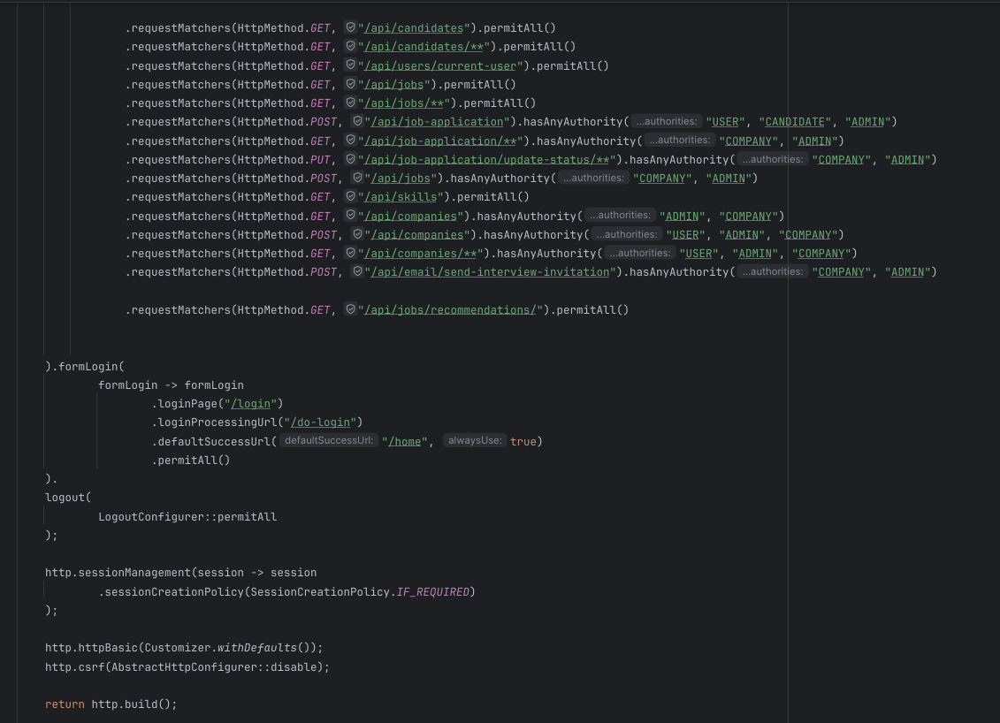 .requestMatchers(HttpMethod.GET, "/api/candidates").permitAll()
.requestMatchers(HttpMethod.GET, "/api/candidates/**").permitAll()
.requestMatchers(HttpMethod.GET, "/api/users/current-user").permitAll()
.requestMatchers(HttpMethod.GET, "/api/jobs").permitAll()
.requestMatchers(HttpMethod.GET, "/api/jobs/**").permitAll()
.requestMatchers(HttpMethod.POST, "/api/job-application").hasAnyAuthority( ...authorities: "USER", "CANDIDATE", "ADMIN")
.requestMatchers(HttpMethod.GET, "/api/job-application/**").hasAnyAuthority( ...authorities: "COMPANY", "ADMIN")
.requestMatchers(HttpMethod.PUT, "/api/job-application/update-status/**").hasAnyAuthority( ...authorities: "COMPANY", "ADMIN")
.requestMatchers(HttpMethod.POST, "/api/jobs").hasAnyAuthority( ...authorities: "COMPANY", "ADMIN")
.requestMatchers(HttpMethod.GET, "/api/skills").permitAll()
.requestMatchers(HttpMethod.GET, "/api/companies").hasAnyAuthority( ...authorities: "ADMIN", "COMPANY")
.requestMatchers(HttpMethod.POST, "/api/companies").hasAnyAuthority( ...authorities: "USER", "ADMIN", "COMPANY")
.requestMatchers(HttpMethod.GET, "/api/companies/**").hasAnyAuthority( ...authorities: "USER", "ADMIN", "COMPANY")
.requestMatchers(HttpMethod.POST, "/api/email/send-interview-invitation").hasAnyAuthority( ...authorities: "COMPANY", "ADMIN")
.requestMatchers(HttpMethod.GET, "/api/jobs/recommendations/").permitAll()
).formLogin(
formLogin -> formLogin
.loginPage("/login")
.loginProcessingUrl("/do-login")
.defaultSuccessUrl( defaultSuccessUrl: "/home", alwaysUse: true)
.permitAll()
).
logout(
LogoutConfigurer::permitAll
);
http.sessionManagement(session -> session
.sessionCreationPolicy(SessionCreationPolicy.IF_REQUIRED)
);
http.httpBasic(Customizer.withDefaults());
http.csrf(AbstractHttpConfigurer::disable);
return http.build();